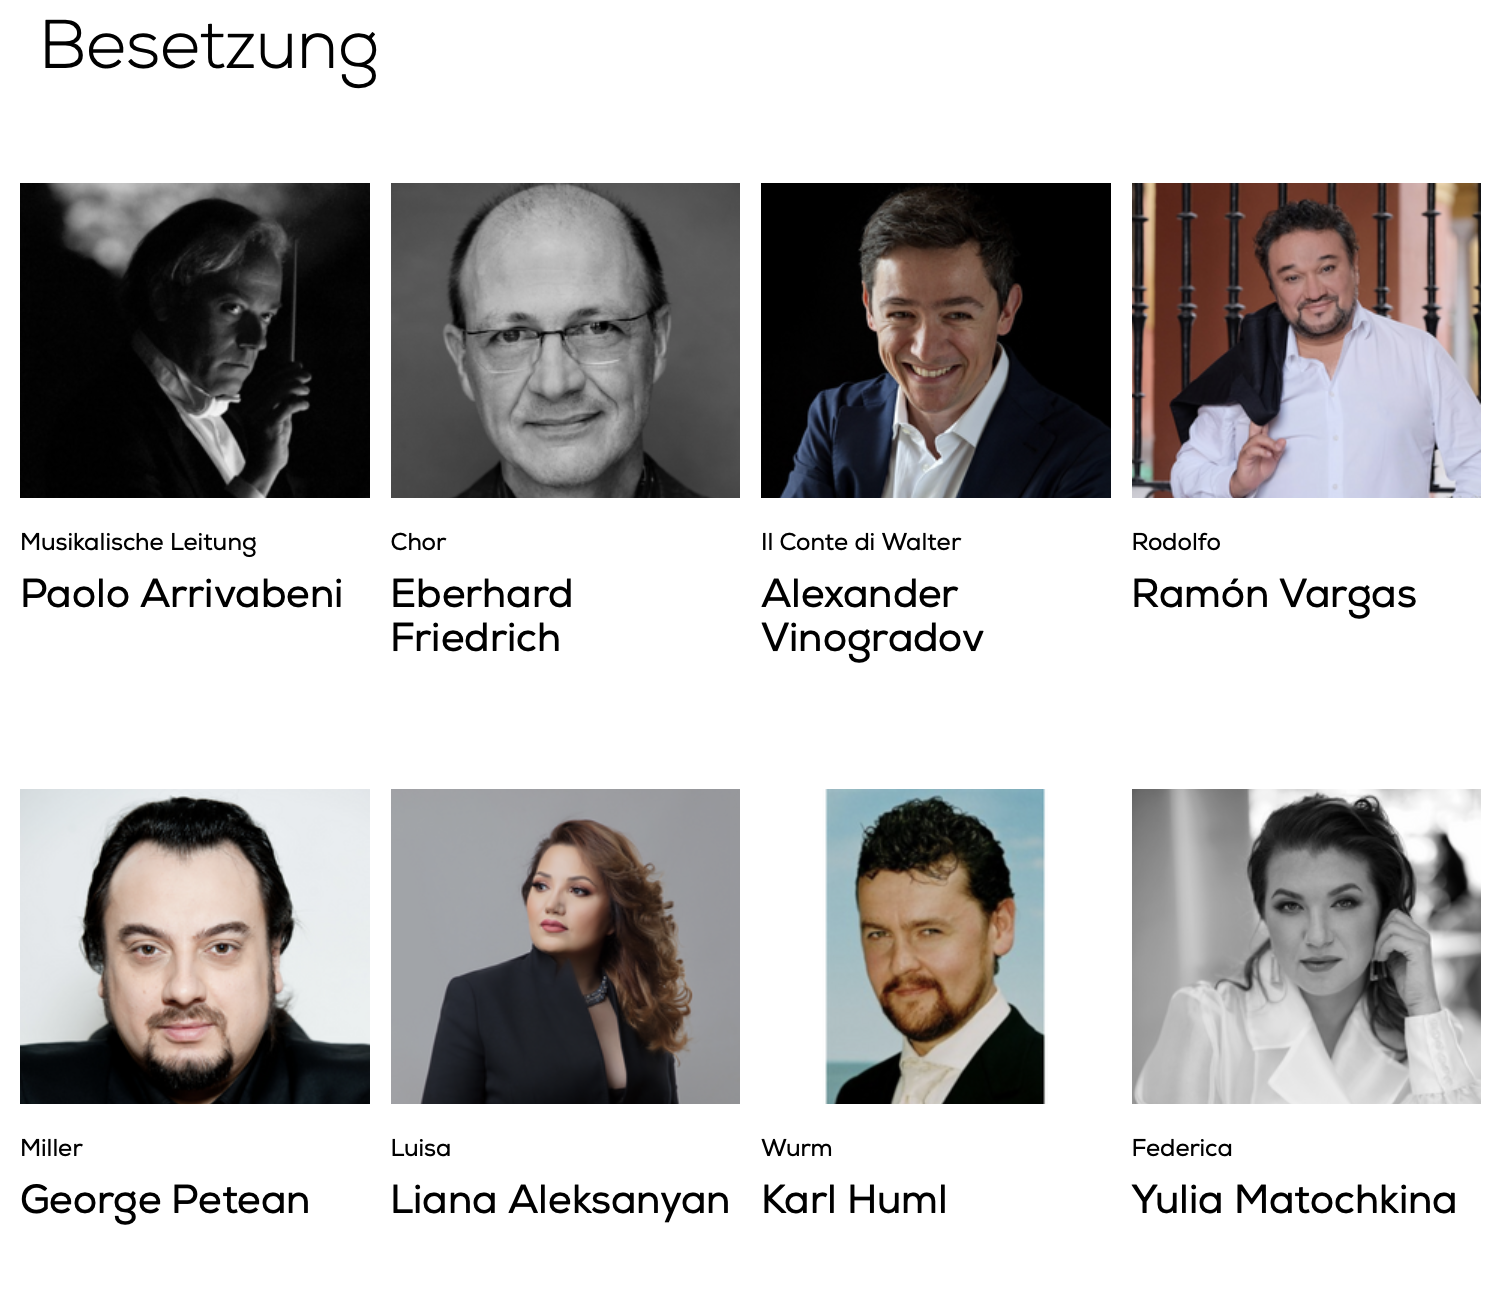 Besetzung
Musikalische Leitung
Paolo Arrivabeni
Chor
Eberhard
Friedrich
Il Conte di Walter
Alexander
Vinogradov
Rodolfo
Ramón Vargas
Miller
George Petean
Luisa
Liana Aleksanyan
Wurm
Karl Huml
Federica
Yulia Matochkina